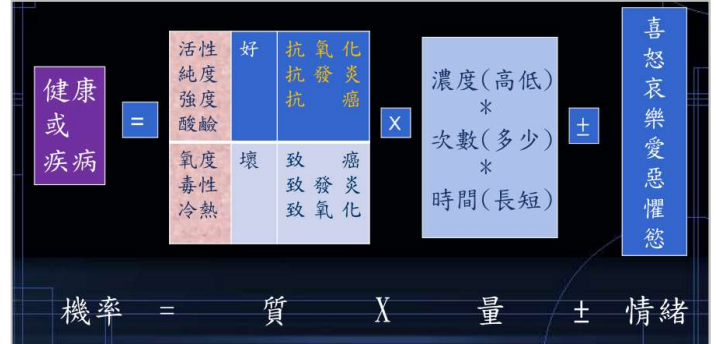 健康
或
疾病
=
活性
純度
強度
酸鹼
好
抗氧化
抗發炎
抗癌
氧度
毒性
冷熱
壞
致癌
致發炎
致氧化
X
濃度(高低)
*
次數(多少)
*
時間(長短)
±
喜
怒
哀
樂
愛
惡
懼
慾
機率 = 質 X 量 ± 情緒